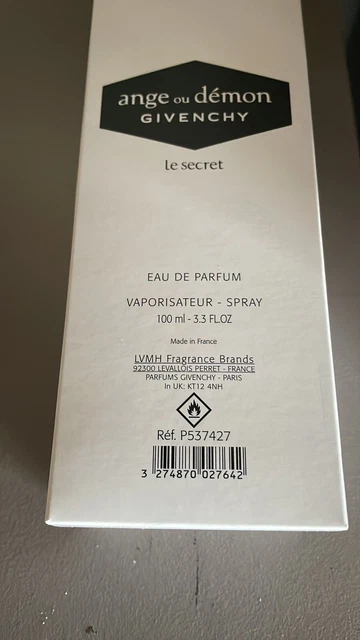 ange ou démon
GIVENCHY
le secret
EAU DE PARFUM
VAPORISATEUR - SPRAY
100 ml - 3.3 FL.OZ
Made in France
LVMH Fragrance Brands
92300 LEVALLOIS PERRET - FRANCE
PARFUMS GIVENCHY - PARIS
In UK: KT12 4NH
Réf. P537427
3 274870 027642